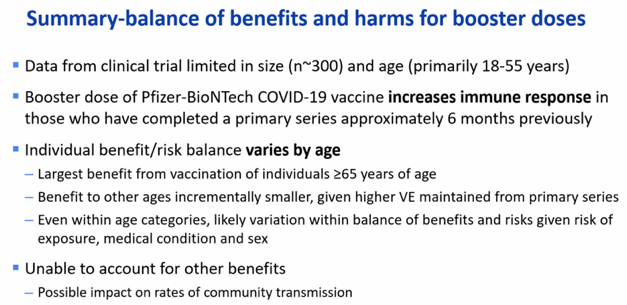 Summary-balance of benefits and harms for booster doses
▪ Data from clinical trial limited in size (n~300) and age (primarily 18-55 years)
▪ Booster dose of Pfizer-BioNTech COVID-19 vaccine increases immune response in
those who have completed a primary series approximately 6 months previously
▪ Individual benefit/risk balance varies by age
– Largest benefit from vaccination of individuals ≥65 years of age
– Benefit to other ages incrementally smaller, given higher VE maintained from primary series
– Even within age categories, likely variation within balance of benefits and risks given risk of
exposure, medical condition and sex
▪ Unable to account for other benefits
– Possible impact on rates of community transmission